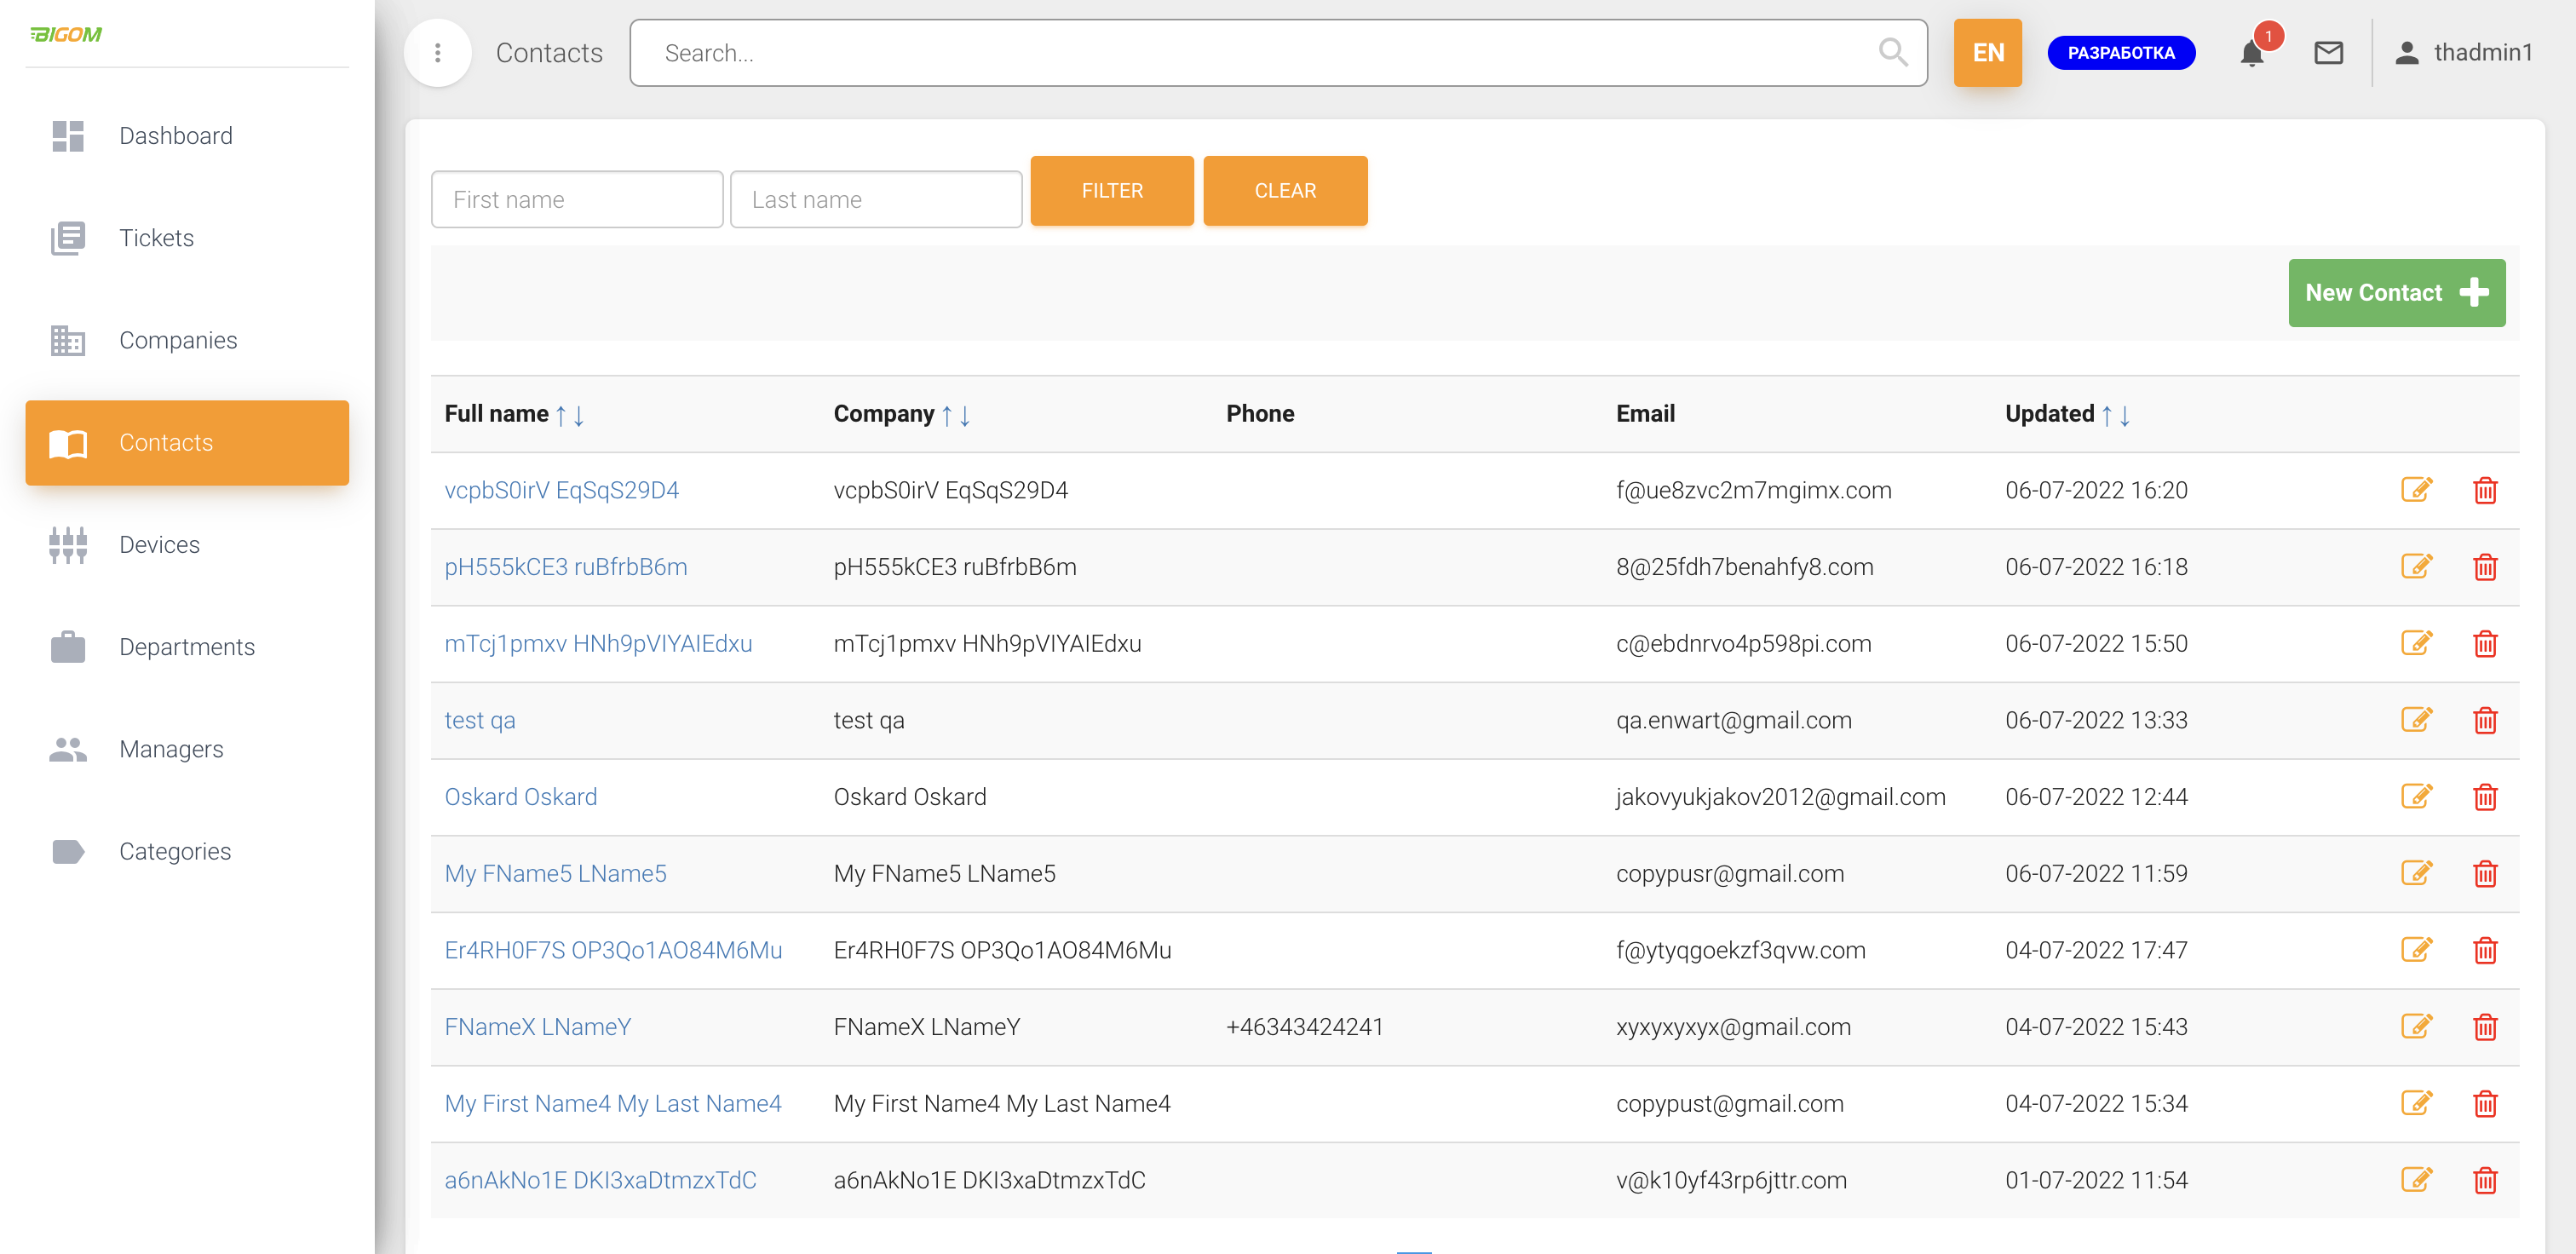 BIGOM
Contacts
Search...
EN
РАЗРАБОТКА
1
thadmin1
Dashboard
Tickets
Companies
Contacts
Devices
Departments
Managers
Categories
First name
Last name
FILTER
CLEAR
New Contact
Full name ↑↓ Company ↑↓ Phone Email Updated ↑↓
vcpbS0irV EqSqS29D4 vcpbS0irV EqSqS29D4 f@ue8zvc2m7mgimx.com 06-07-2022 16:20
pH555kCE3 ruBfrbB6m pH555kCE3 ruBfrbB6m 8@25fdh7benahfy8.com 06-07-2022 16:18
mTcj1pmxv HNh9pVIYAIEdxu mTcj1pmxv HNh9pVIYAIEdxu c@ebdnrvo4p598pi.com 06-07-2022 15:50
test qa test qa qa.enwart@gmail.com 06-07-2022 13:33
Oskard Oskard Oskard Oskard jakovyukjakov2012@gmail.com 06-07-2022 12:44
My FName5 LName5 My FName5 LName5 copypusr@gmail.com 06-07-2022 11:59
Er4RH0F7S OP3Qo1AO84M6Mu Er4RH0F7S OP3Qo1AO84M6Mu f@ytyqgoekzf3qvw.com 04-07-2022 17:47
FNameX LNameY FNameX LNameY +46343424241 xyxyxyxyx@gmail.com 04-07-2022 15:43
My First Name4 My Last Name4 My First Name4 My Last Name4 copypust@gmail.com 04-07-2022 15:34
a6nAkNo1E DKI3xaDtmzxTdC a6nAkNo1E DKI3xaDtmzxTdC v@k10yf43rp6jttr.com 01-07-2022 11:54